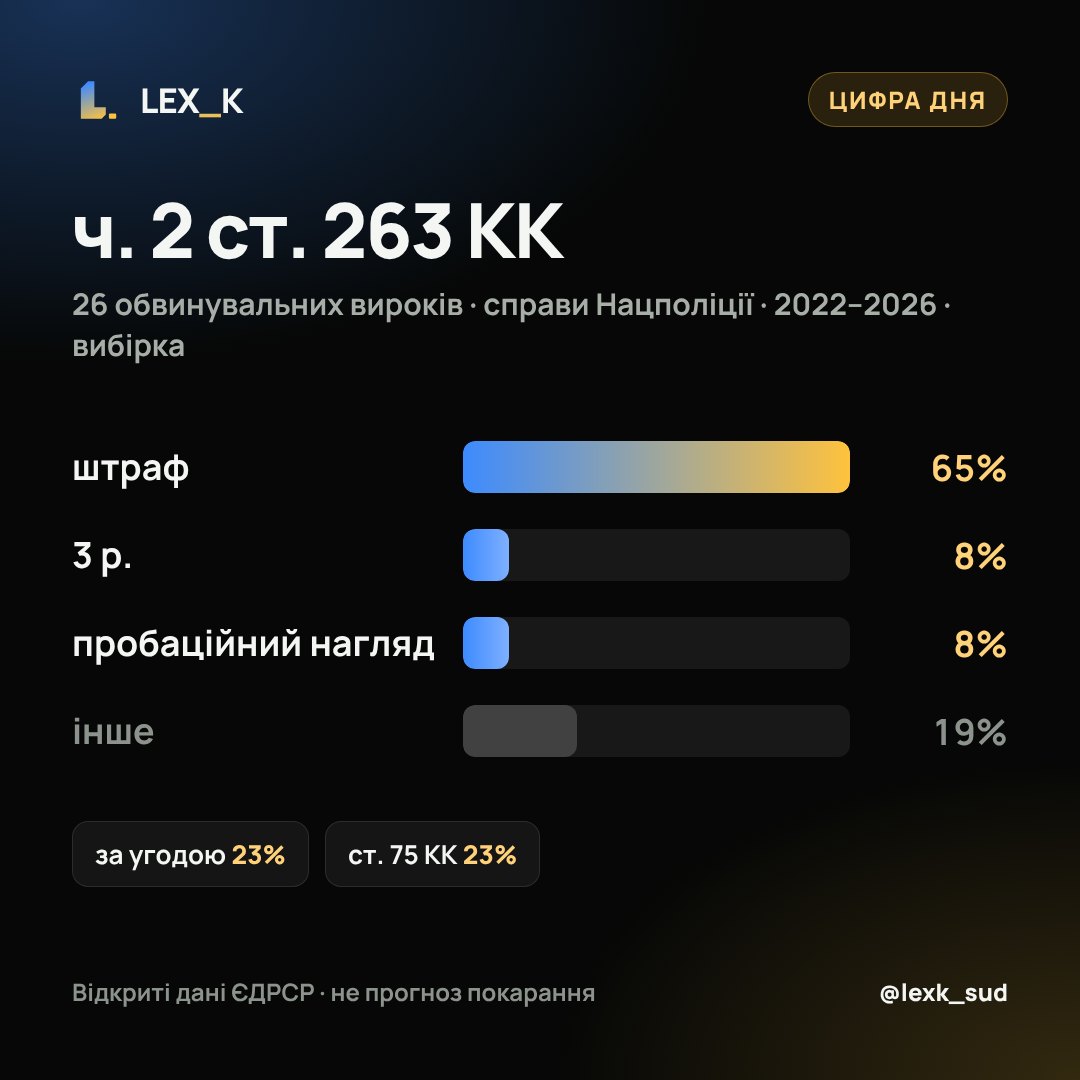 LEX_K
ЦИФРА ДНЯ
ч. 2 ст. 263 КК
26 обвинувальних вироків · справи Нацполіції · 2022–2026 ·
вибірка
штраф 65%
3 р. 8%
пробаційний нагляд 8%
інше 19%
за угодою 23% ст. 75 КК 23%
Відкриті дані ЄДРСР · не прогноз покарання @lexk_sud